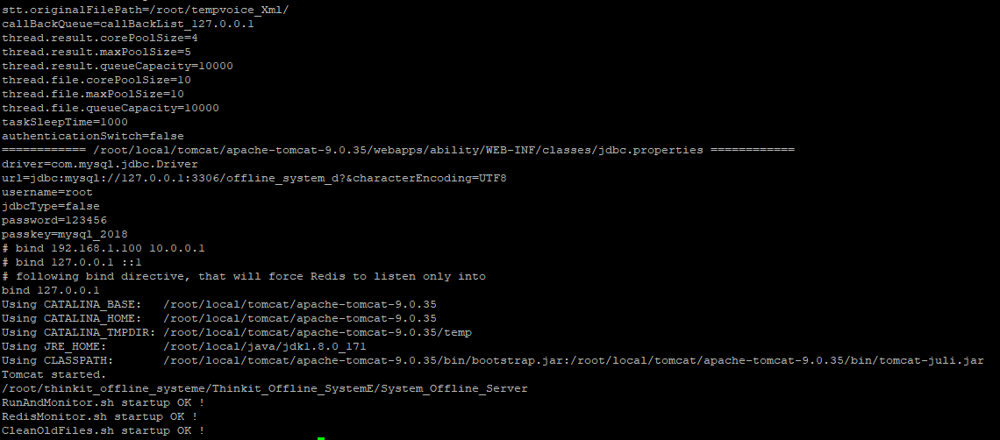 stt.originalFilePath=/root/tempvoice_Xml/
callBackQueue=callBackList_127.0.0.1
thread.result.corePoolSize=4
thread.result.maxPoolSize=5
thread.result.queueCapacity=10000
thread.file.corePoolSize=10
thread.file.maxPoolSize=10
thread.file.queueCapacity=10000
taskSleepTime=1000
authenticationSwitch=false
============ /root/local/tomcat/apache-tomcat-9.0.35/webapps/ability/WEB-INF/classes/jdbc.properties ============
driver=com.mysql.jdbc.Driver
url=jdbc:mysql://127.0.0.1:3306/offline_system_d?&characterEncoding=UTF8
username=root
jdbcType=false
password=123456
passkey=mysql_2018
# bind 192.168.1.100 10.0.0.1
# bind 127.0.0.1 ::1
# following bind directive, that will force Redis to listen only into
bind 127.0.0.1
Using CATALINA_BASE:   /root/local/tomcat/apache-tomcat-9.0.35
Using CATALINA_HOME:   /root/local/tomcat/apache-tomcat-9.0.35
Using CATALINA_TMPDIR: /root/local/tomcat/apache-tomcat-9.0.35/temp
Using JRE_HOME:        /root/local/java/jdk1.8.0_171
Using CLASSPATH:       /root/local/tomcat/apache-tomcat-9.0.35/bin/bootstrap.jar:/root/local/tomcat/apache-tomcat-9.0.35/bin/tomcat-juli.jar
Tomcat started.
/root/thinkit_offline_systeme/Thinkit_Offline_SystemE/System_Offline_Server
RunAndMonitor.sh startup OK !
RedisMonitor.sh startup OK !
CleanOldFiles.sh startup OK !